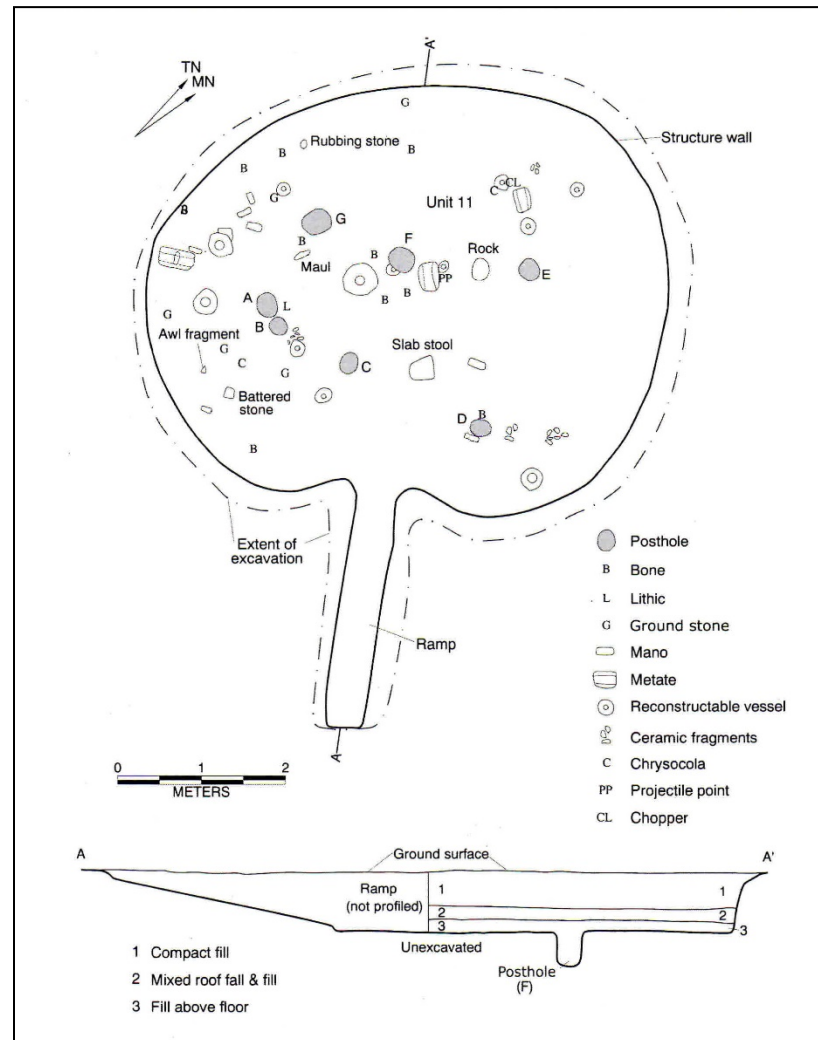 A'
TN
MN
G
Structure wall
B
Rubbing stone
B
B
B
C
CL
G
Unit 11
B
G
F
B
B
Rock
Maul
PP
E
A
L
B
B
G
B
Awl fragment
G
Slab stool
C
G
C
Battered
stone
B
D
B
Extent of
excavation
Posthole
B Bone
L Lithic
G Ground stone
Mano
Ramp
Metate
Reconstructable vessel
Ceramic fragments
A
0 1 2
C Chrysocola
METERS
PP Projectile point
CL Chopper
A
Ground surface
A'
Ramp
(not profiled)
1
1
2
2
3
3
1 Compact fill
Unexcavated
2 Mixed roof fall & fill
Posthole
(F)
3 Fill above floor